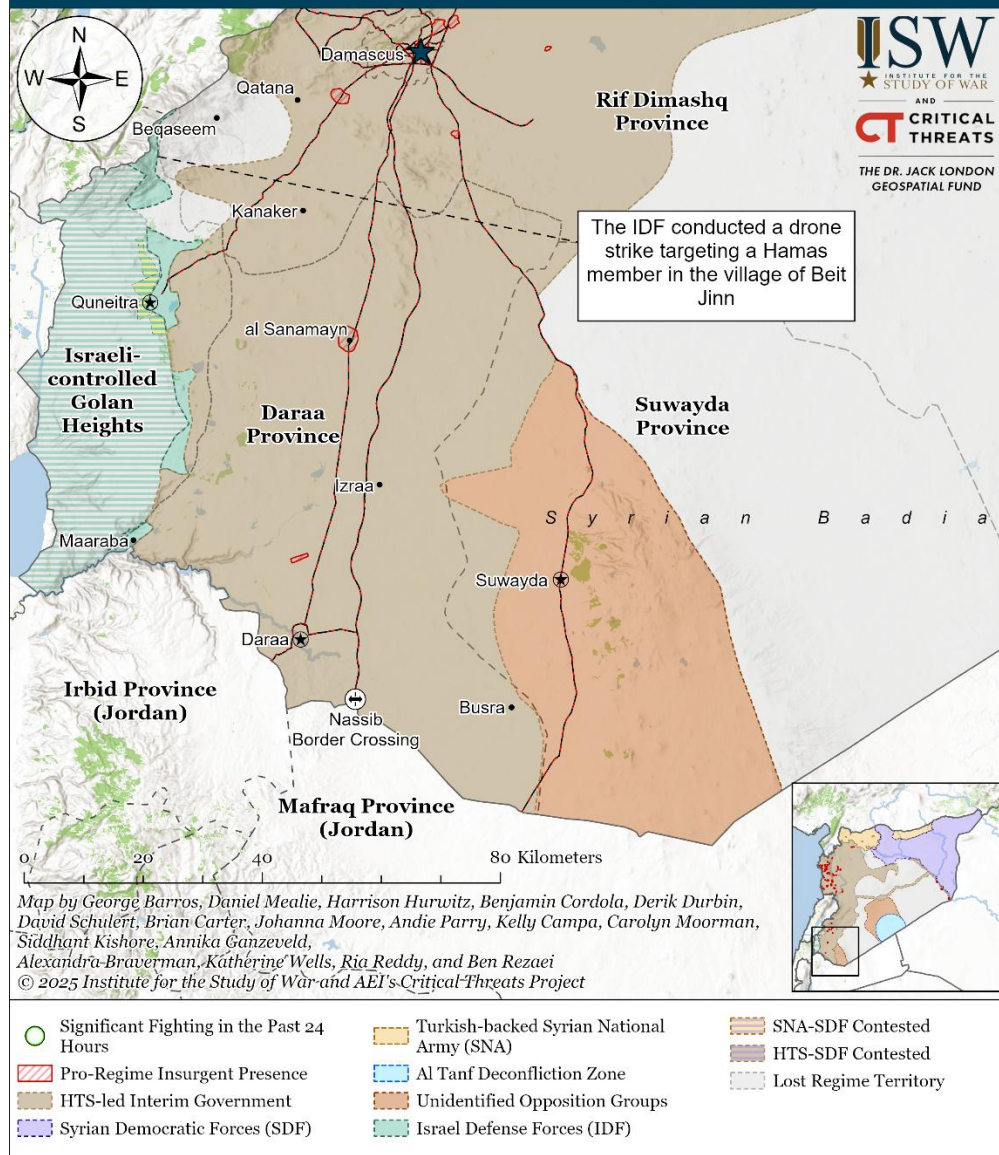 N
W
E
S
ISW
INSTITUTE FOR THE
STUDY OF WAR
AND
CT CRITICAL
THREATS
THE DR. JACK LONDON
GEOSPATIAL FUND
Damascus
Qatana
Beqaseem
Rif Dimashq
Province
Kanaker
The IDF conducted a drone
strike targeting a Hamas
member in the village of Beit
Jinn
Quneitra
al Sanamayn
Israeli-
controlled
Golan
Heights
Daraa
Province
Suwayda
Province
Izraa
Syrian Badia
Maaraba
Suwayda
Daraa
Irbid Province
(Jordan)
Busra
Nassib
Border Crossing
Mafraq Province
(Jordan)
0 20 40 80 Kilometers
Map by George Barros, Daniel Mealie, Harrison Hurwitz, Benjamin Cordola, Derik Durbin,
David Schulert, Brian Carter, Johanna Moore, Andie Parry, Kelly Campa, Carolyn Moorman,
Siddhant Kishore, Annika Ganzeveld,
Alexandra Braverman, Katherine Wells, Ria Reddy, and Ben Rezaei
© 2025 Institute for the Study of War and AEI's Critical Threats Project
Significant Fighting in the Past 24
Hours
Pro-Regime Insurgent Presence
HTS-led Interim Government
Syrian Democratic Forces (SDF)
Turkish-backed Syrian National
Army (SNA)
Al Tanf Deconfliction Zone
Unidentified Opposition Groups
Israel Defense Forces (IDF)
SNA-SDF Contested
HTS-SDF Contested
Lost Regime Territory